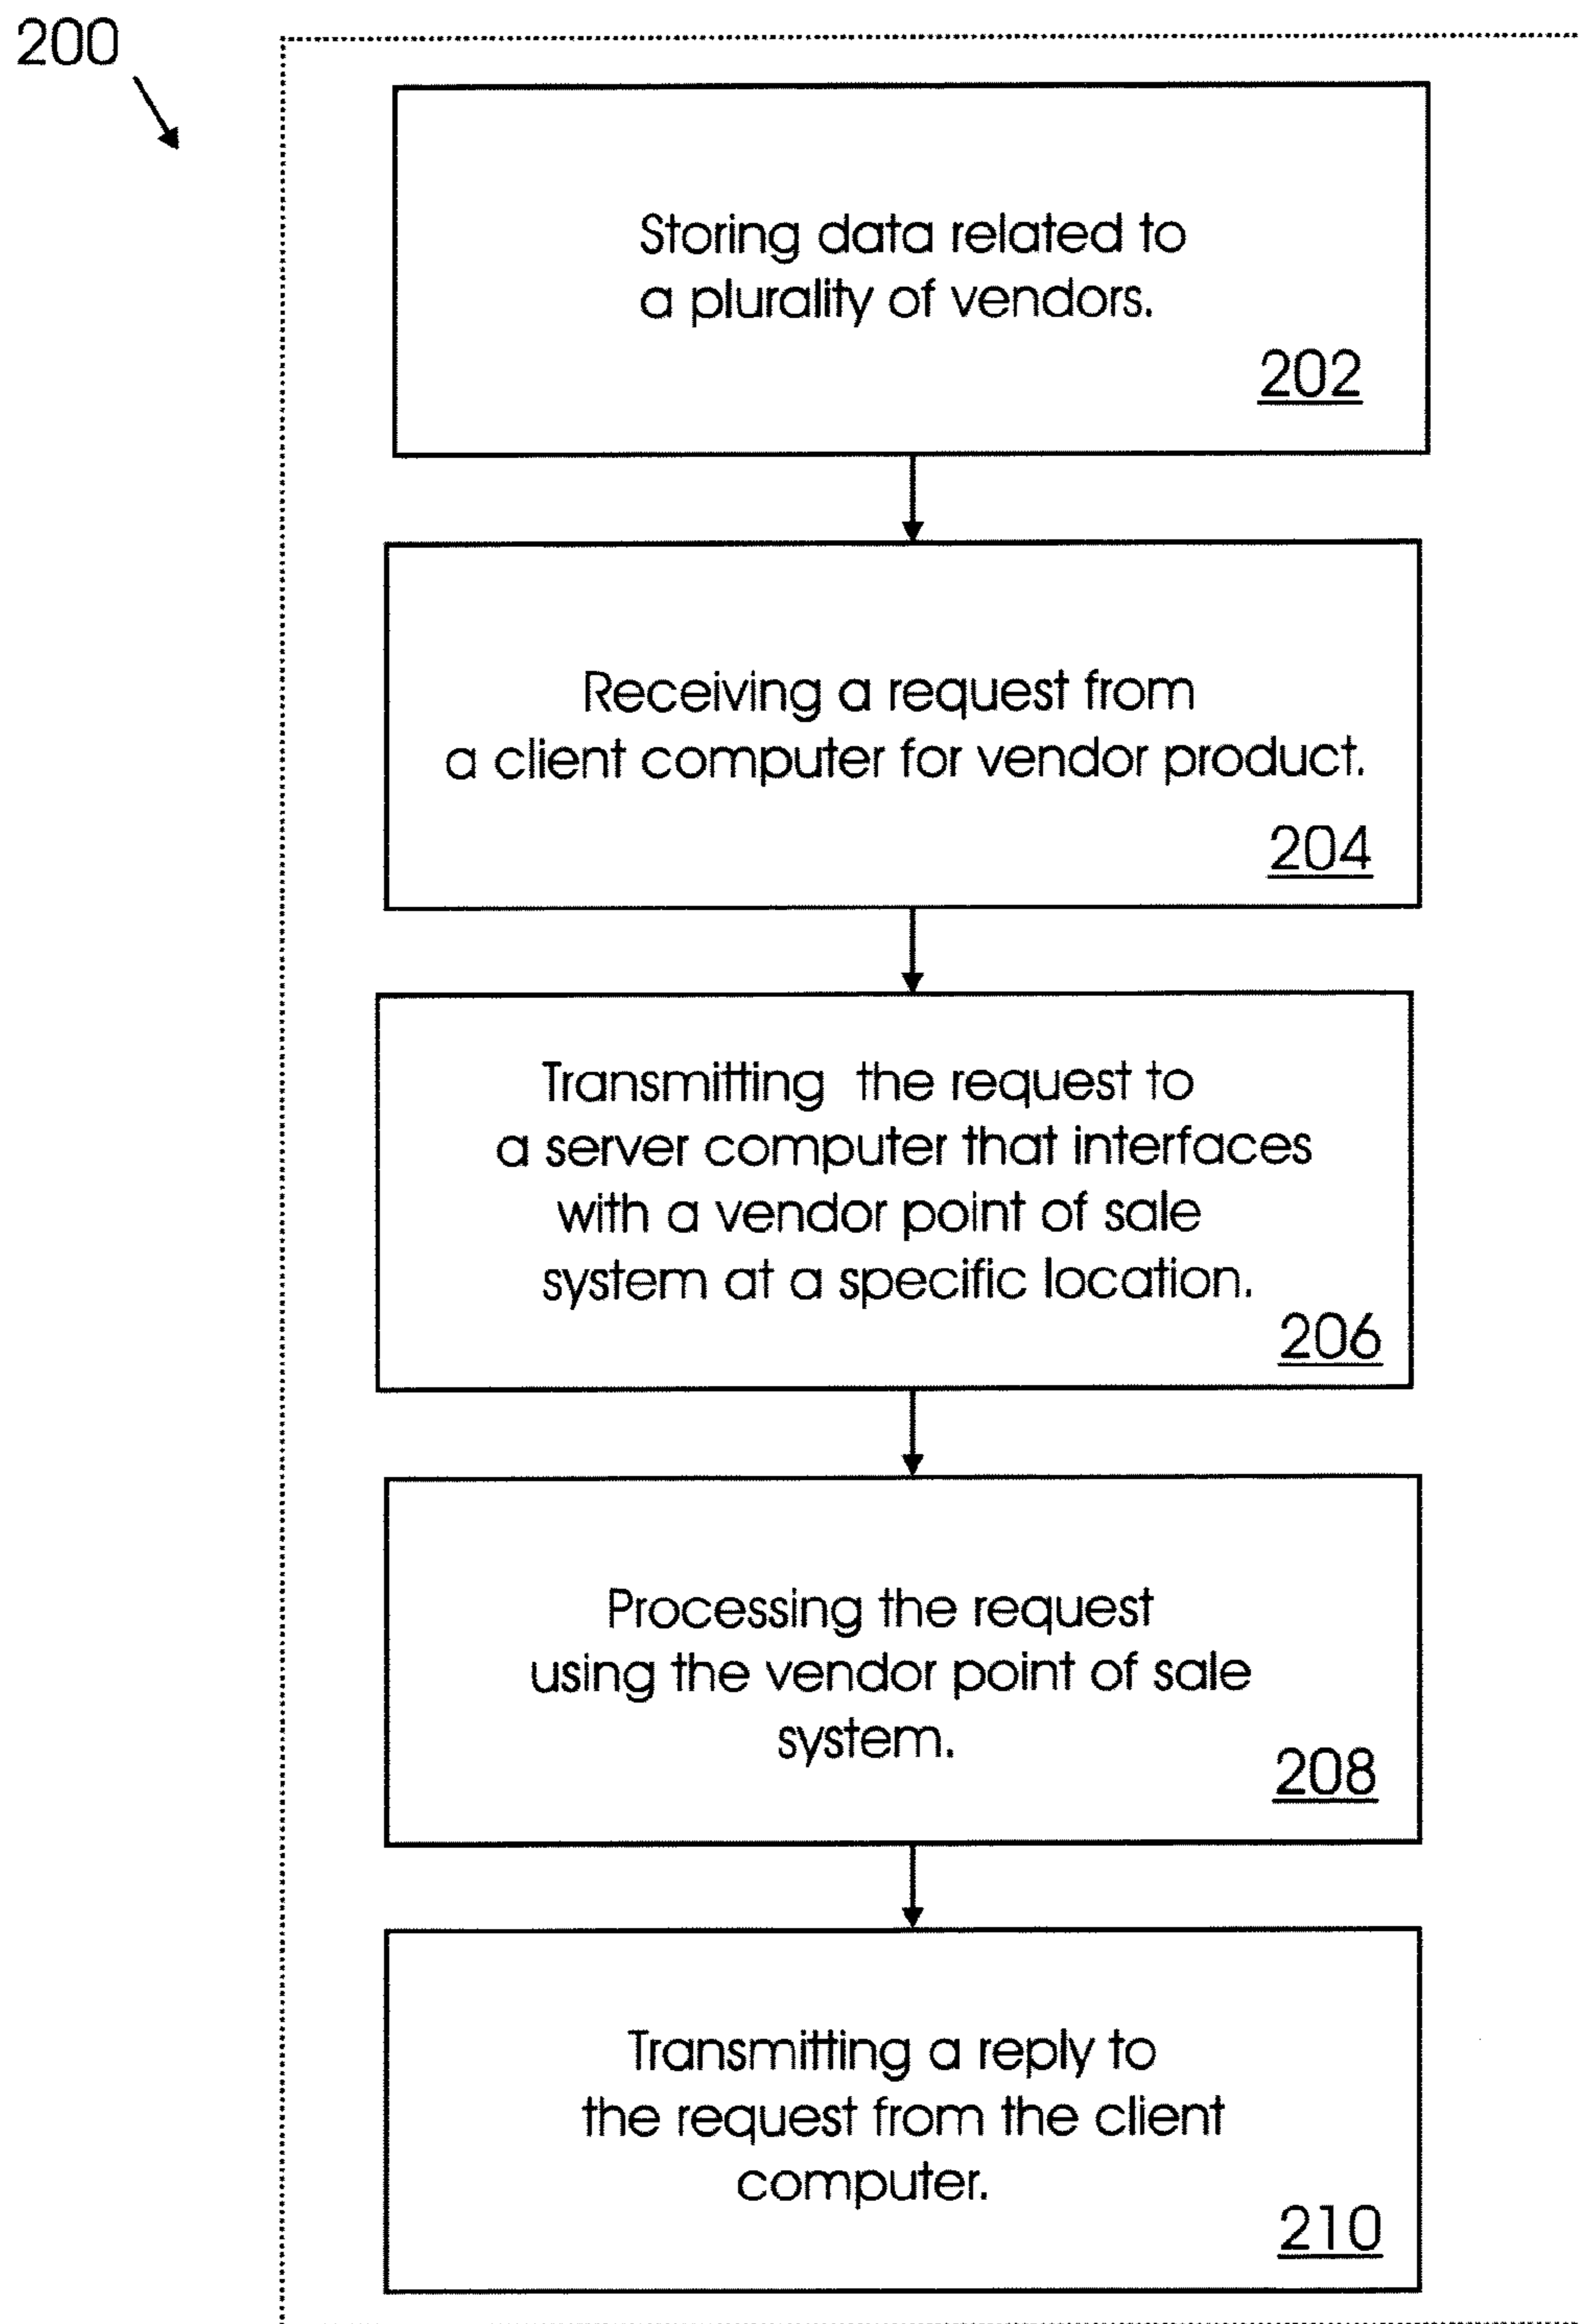 200
Storing data related to
a plurality of vendors.
202
Receiving a request from
a client computer for vendor product.
204
Transmitting the request to
a server computer that interfaces
with a vendor point of sale
system at a specific location.
206
Processing the request
using the vendor point of sale
system.
208
Transmitting a reply to
the request from the client
computer.
210